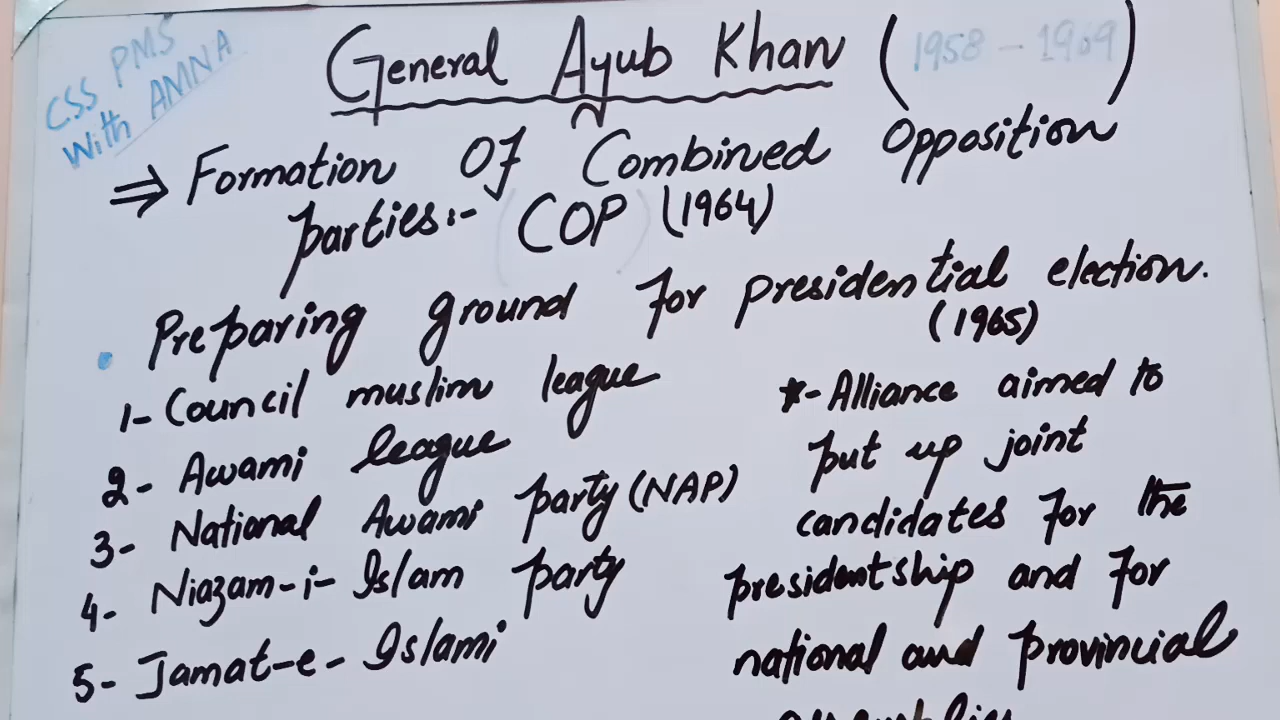 CSS PMS
With AMNA
General Ayub Khan (1958 - 1969)
⇒ Formation Of Combined Opposition
parties:- (COP) (1964)
• Preparing ground for presidential election.
(1965)
1- Council muslim league
2- Awami league
3- National Awami party (NAP)
4- Niazam-i-Islam party
5- Jamat-e-Islami
*- Alliance aimed to
put up joint
candidates for the
presidentship and for
national and provincial